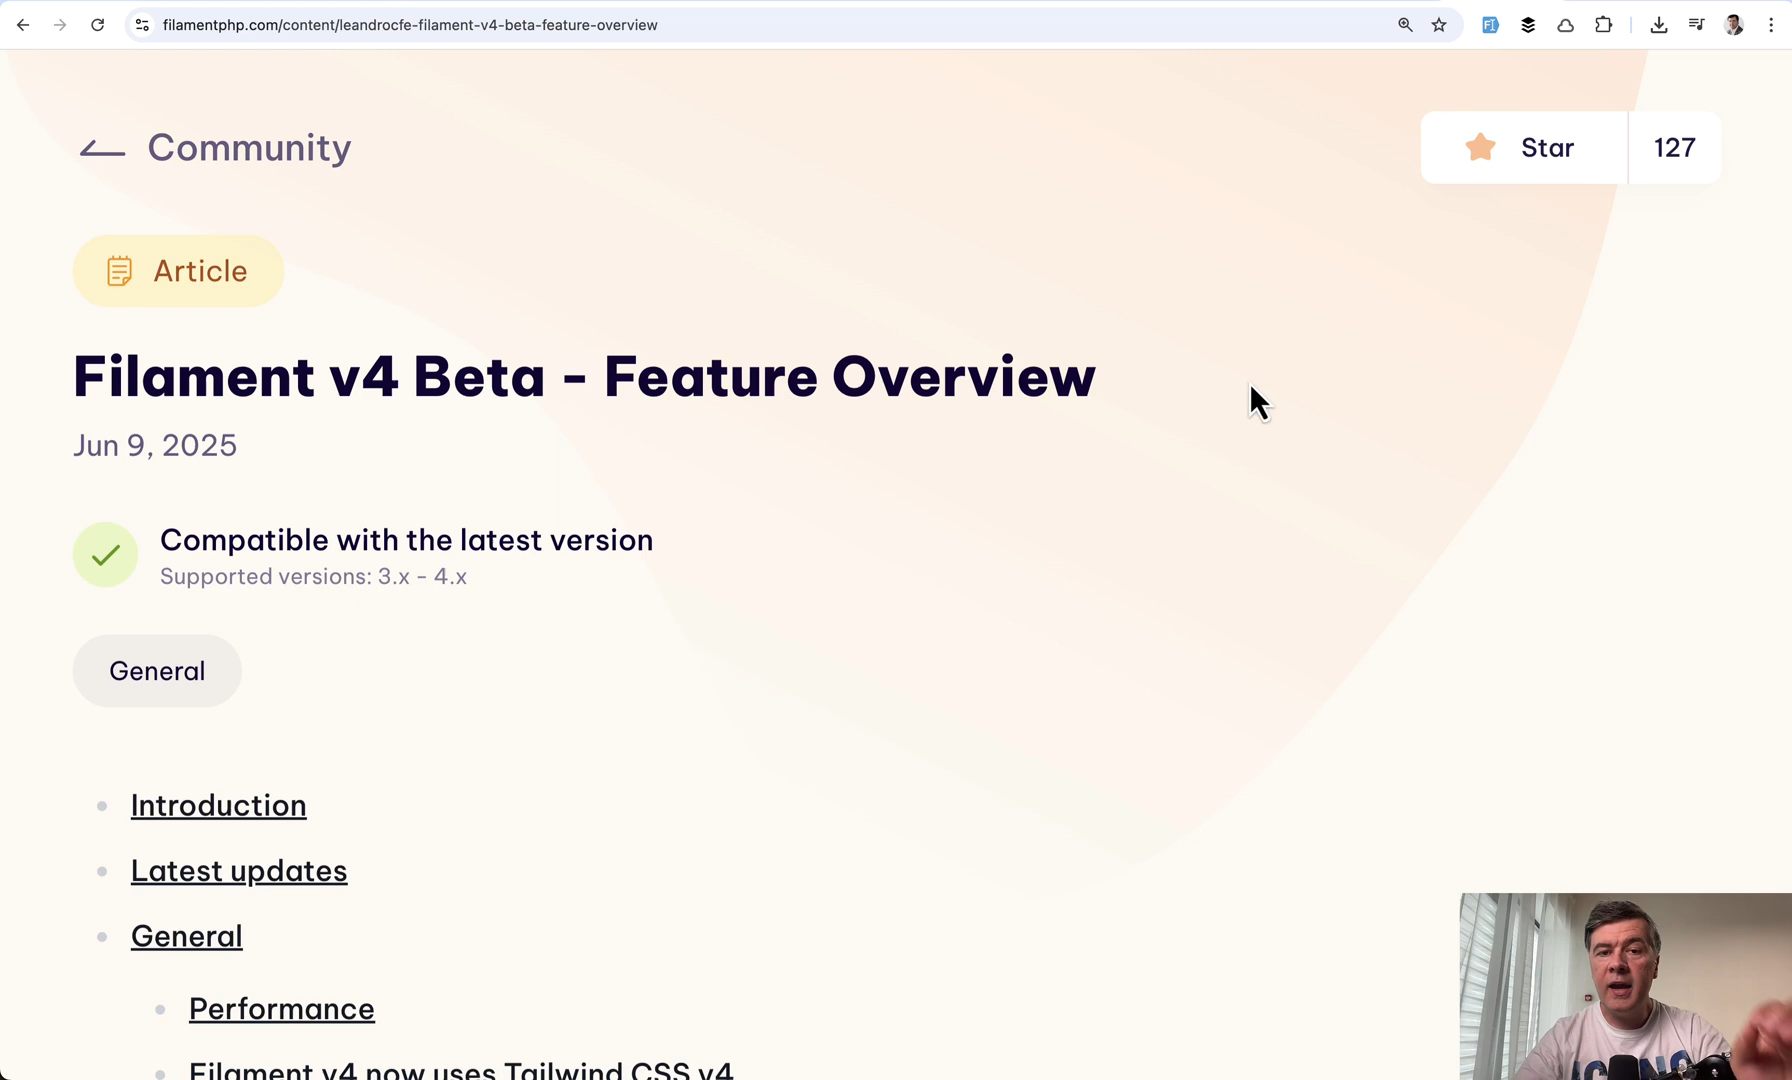 filamentphp.com/content/leandrocfe-filament-v4-beta-feature-overview
Community
Star
127
Article
Filament v4 Beta - Feature Overview
Jun 9, 2025
Compatible with the latest version
Supported versions: 3.x - 4.x
General
Introduction
Latest updates
General
Performance
Filament v4 now uses Tailwind CSS v4